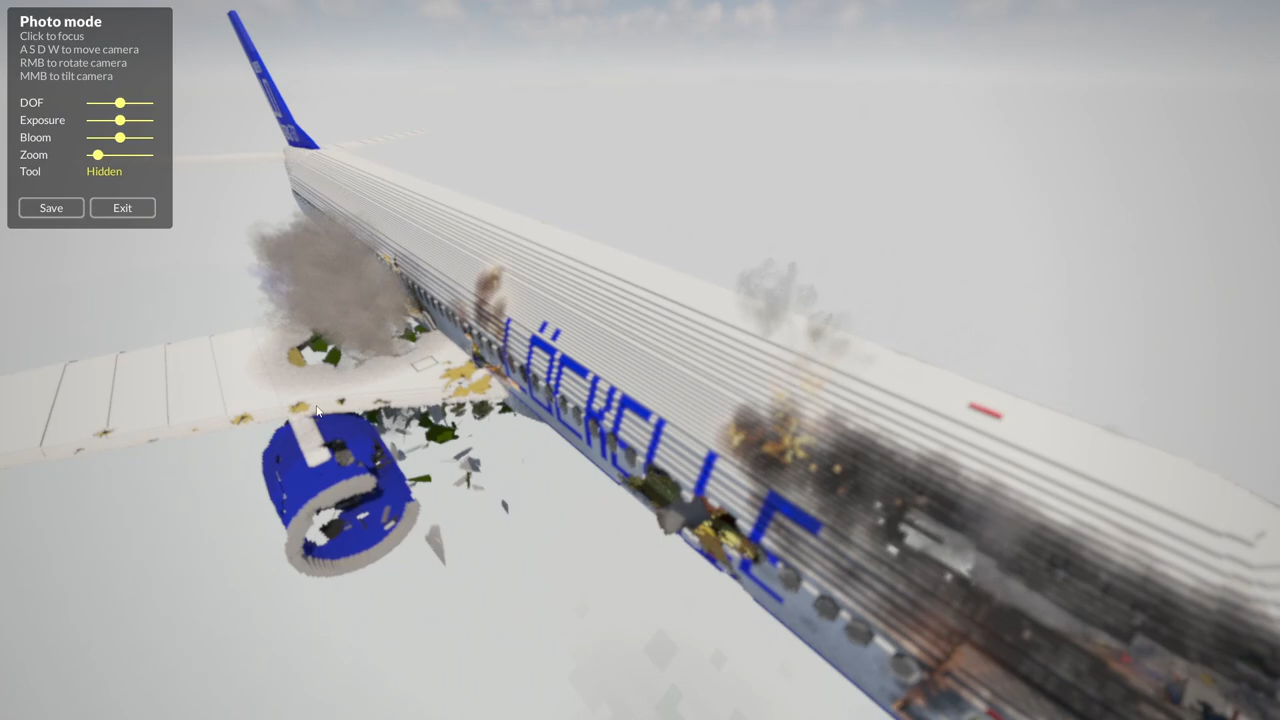 Photo mode
Click to focus
A S D W to move camera
RMB to rotate camera
MMB to tilt camera
DOF
Exposure
Bloom
Zoom
Tool Hidden
Save Exit
LÖCKELLE